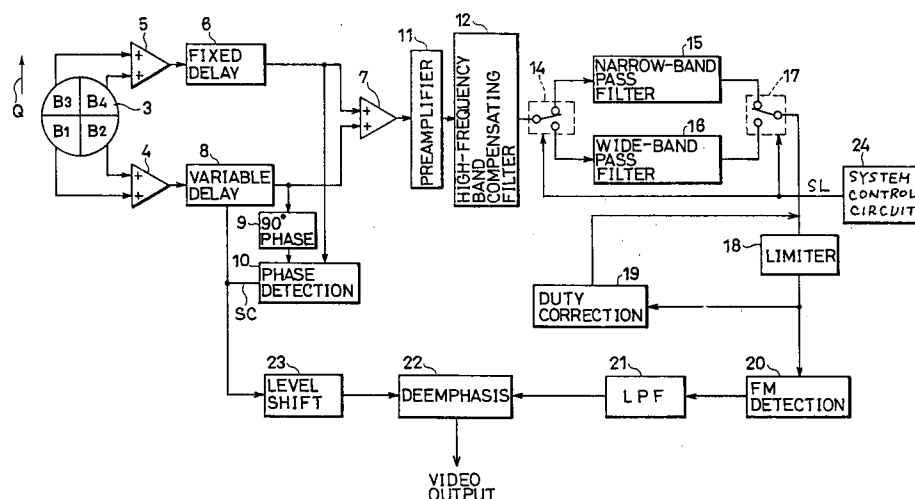 5
6
FIXED DELAY
Q
B3
B4
B1
B2
3
4
8
VARIABLE
DELAY
9
90° PHASE
10
PHASE
DETECTION
SC
7
11
PREAMPLIFIER
12
HIGH-FREQUENCY
BAND COMPENSATING
FILTER
14
15
NARROW-BAND
PASS
FILTER
16
WIDE-BAND
PASS
FILTER
17
SL
24
SYSTEM
CONTROL
CIRCUIT
18
LIMITER
19
DUTY
CORRECTION
23
LEVEL
SHIFT
22
DEEMPHASIS
21
LPF
20
FM
DETECTION
VIDEO
OUTPUT